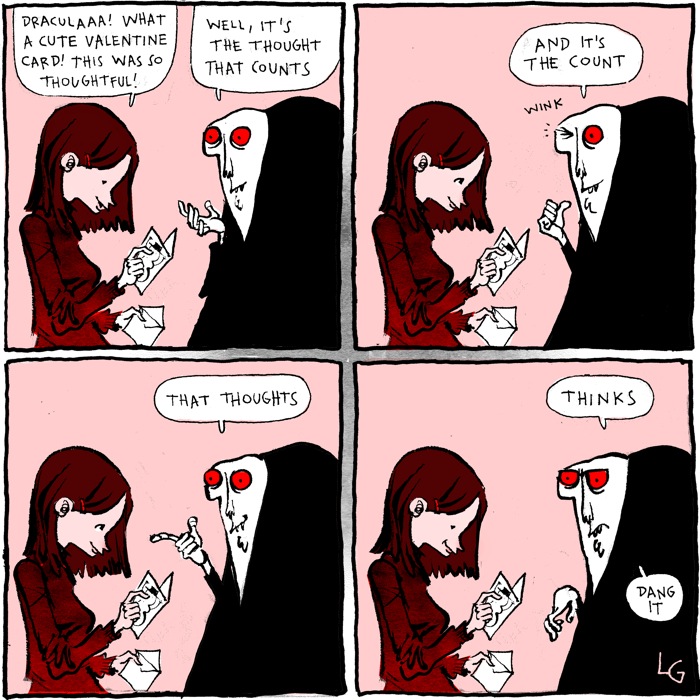 DRACULAAA! WHAT
A CUTE VALENTINE
CARD! THIS WAS SO
THOUGHTFUL!
WELL, IT'S
THE THOUGHT
THAT COUNTS
AND IT'S
THE COUNT
WINK
THAT THOUGHTS
THINKS
DANG
IT
LG